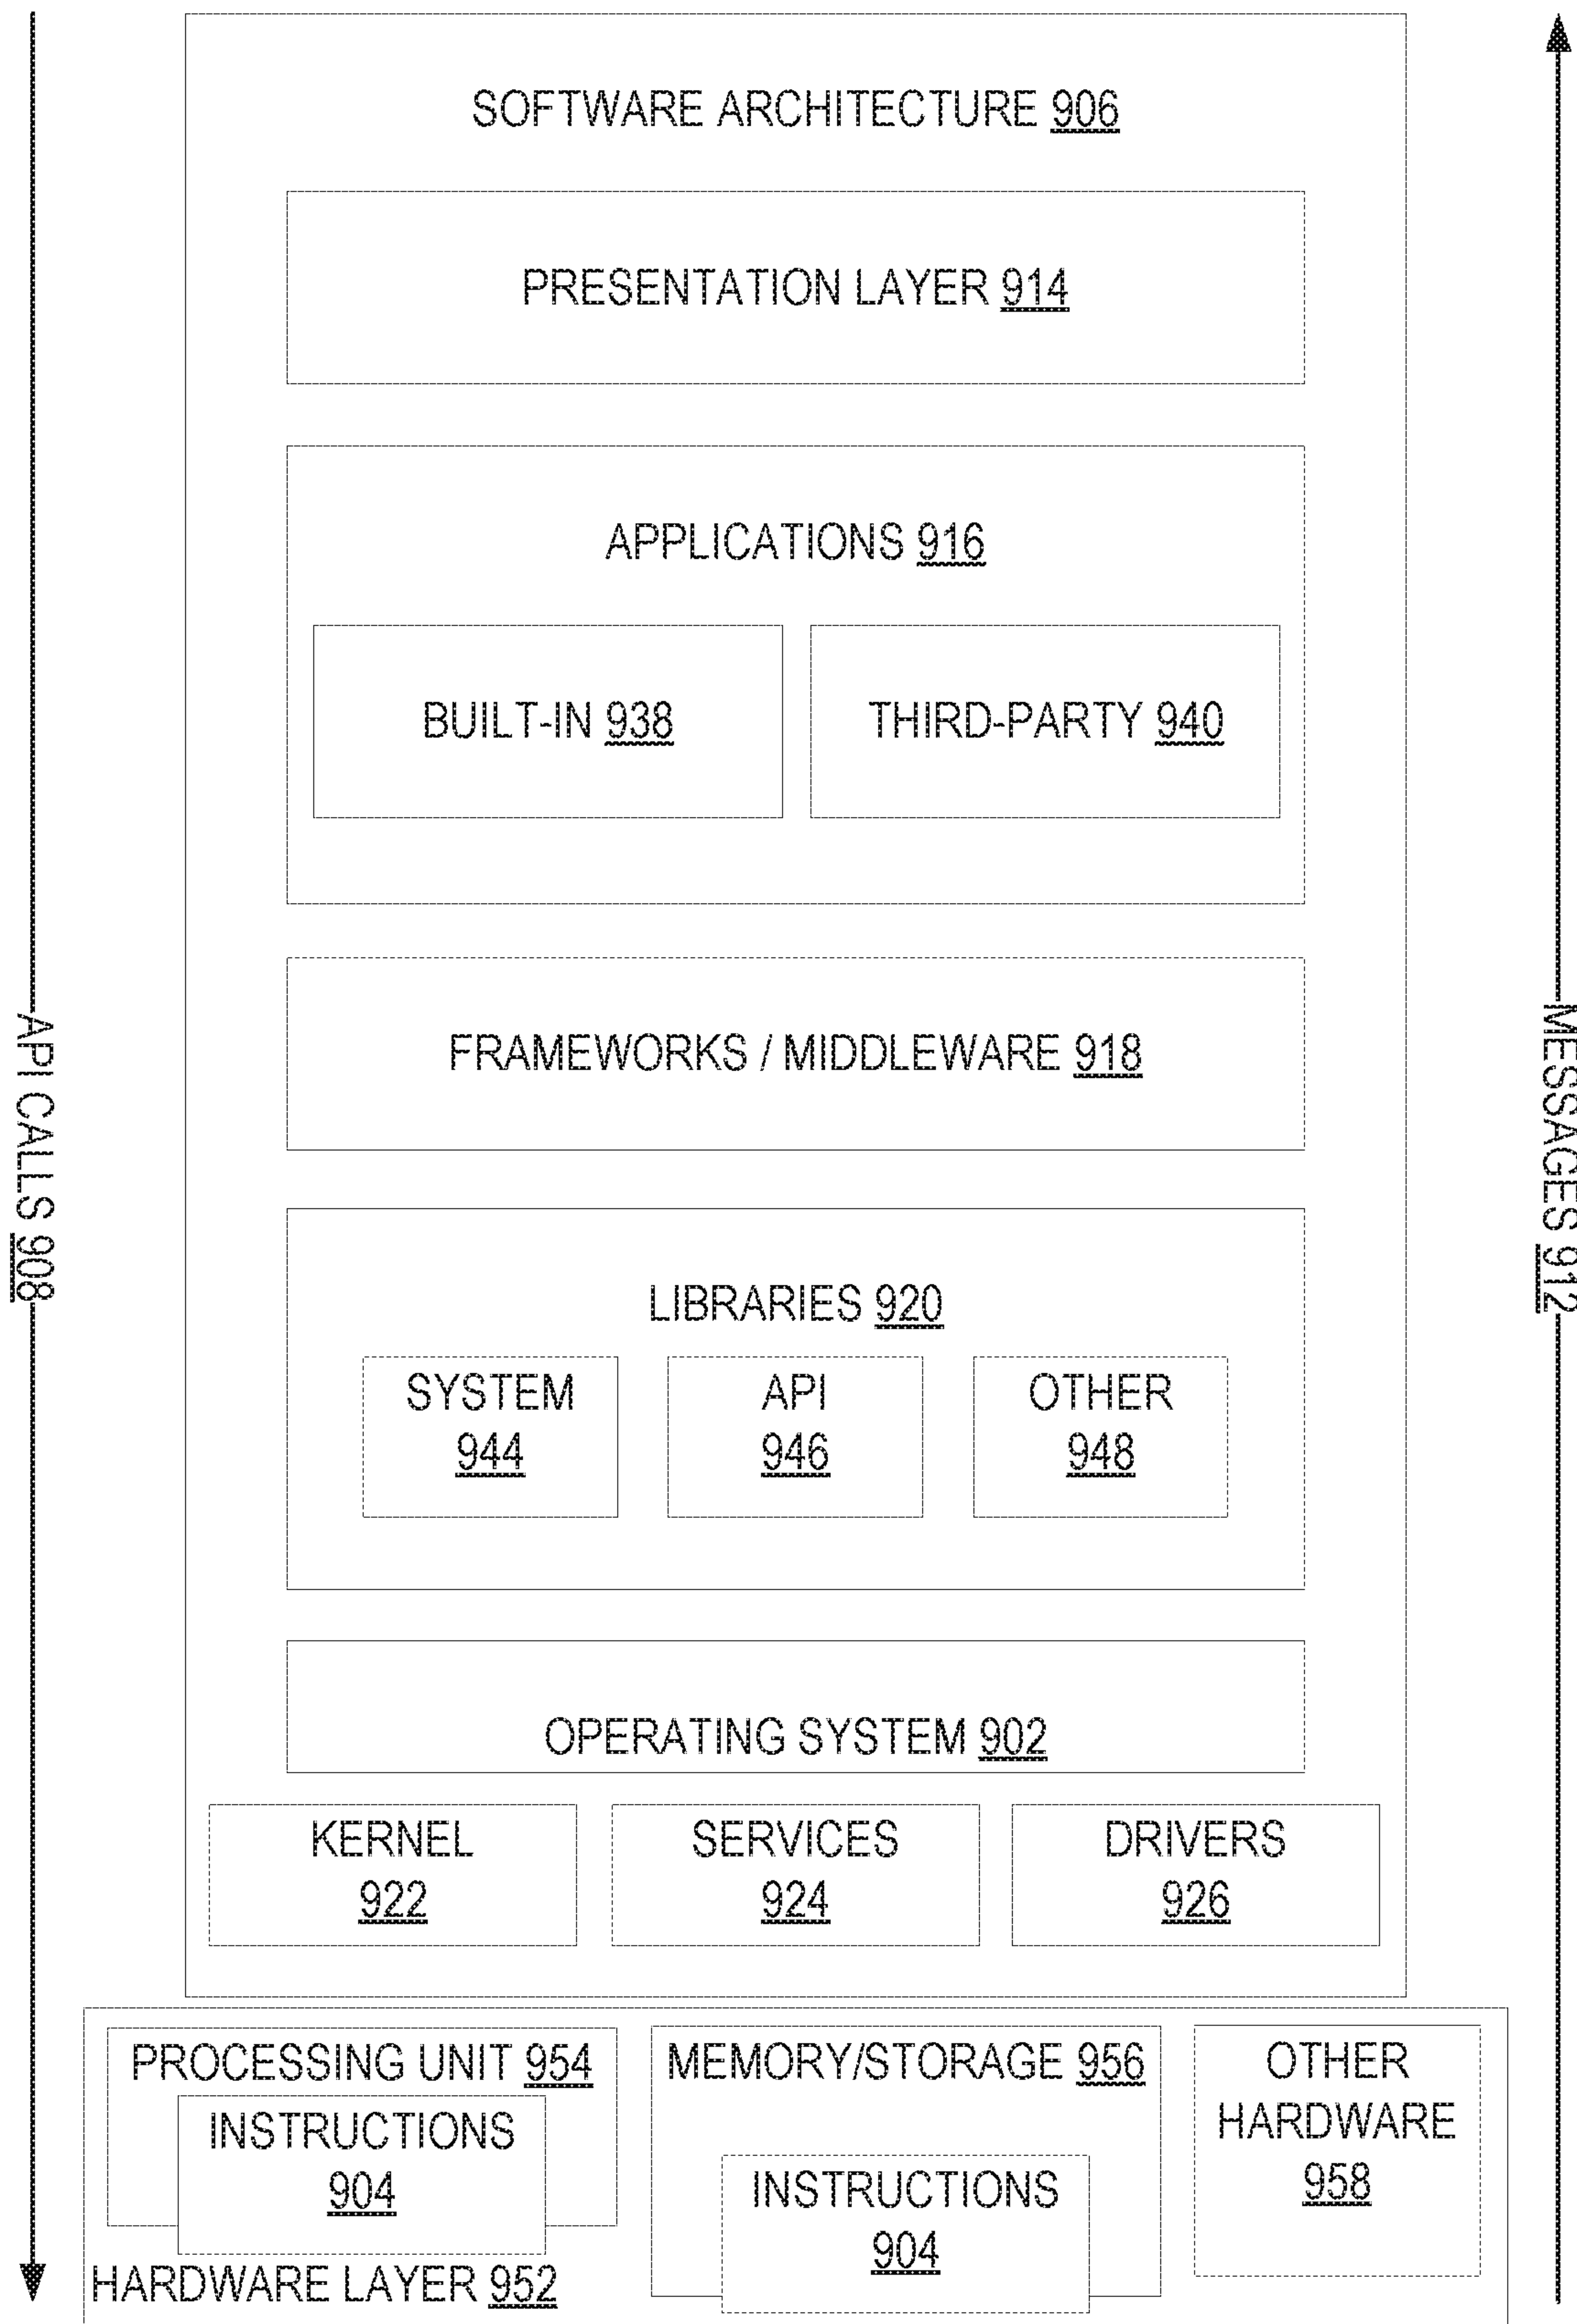 SOFTWARE ARCHITECTURE 906
PRESENTATION LAYER 914
APPLICATIONS 916
BUILT-IN 938
THIRD-PARTY 940
FRAMEWORKS / MIDDLEWARE 918
API CALLS 908
MESSAGES 912
LIBRARIES 920
SYSTEM
944
API
946
OTHER
948
OPERATING SYSTEM 902
KERNEL
922
SERVICES
924
DRIVERS
926
PROCESSING UNIT 954
INSTRUCTIONS
904
MEMORY/STORAGE 956
INSTRUCTIONS
904
OTHER
HARDWARE
958
HARDWARE LAYER 952